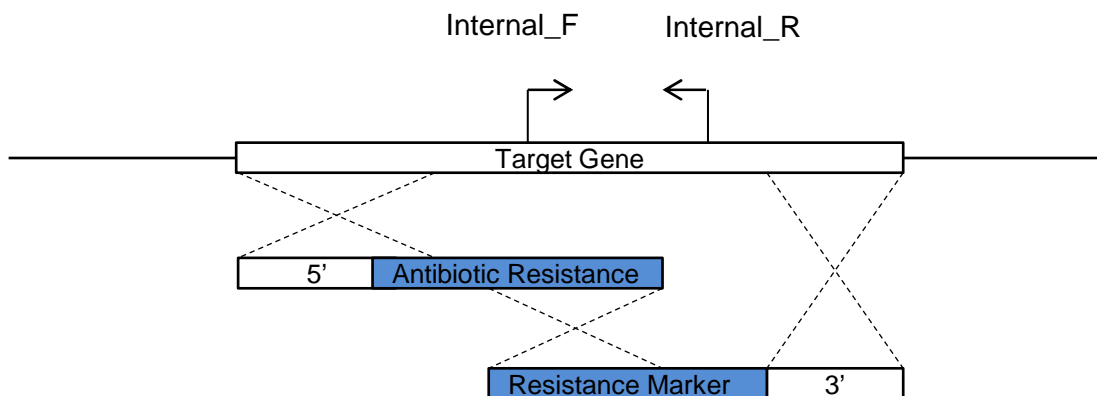 Internal_F Internal_R
Target Gene
5’ Antibiotic Resistance
Resistance Marker 3’